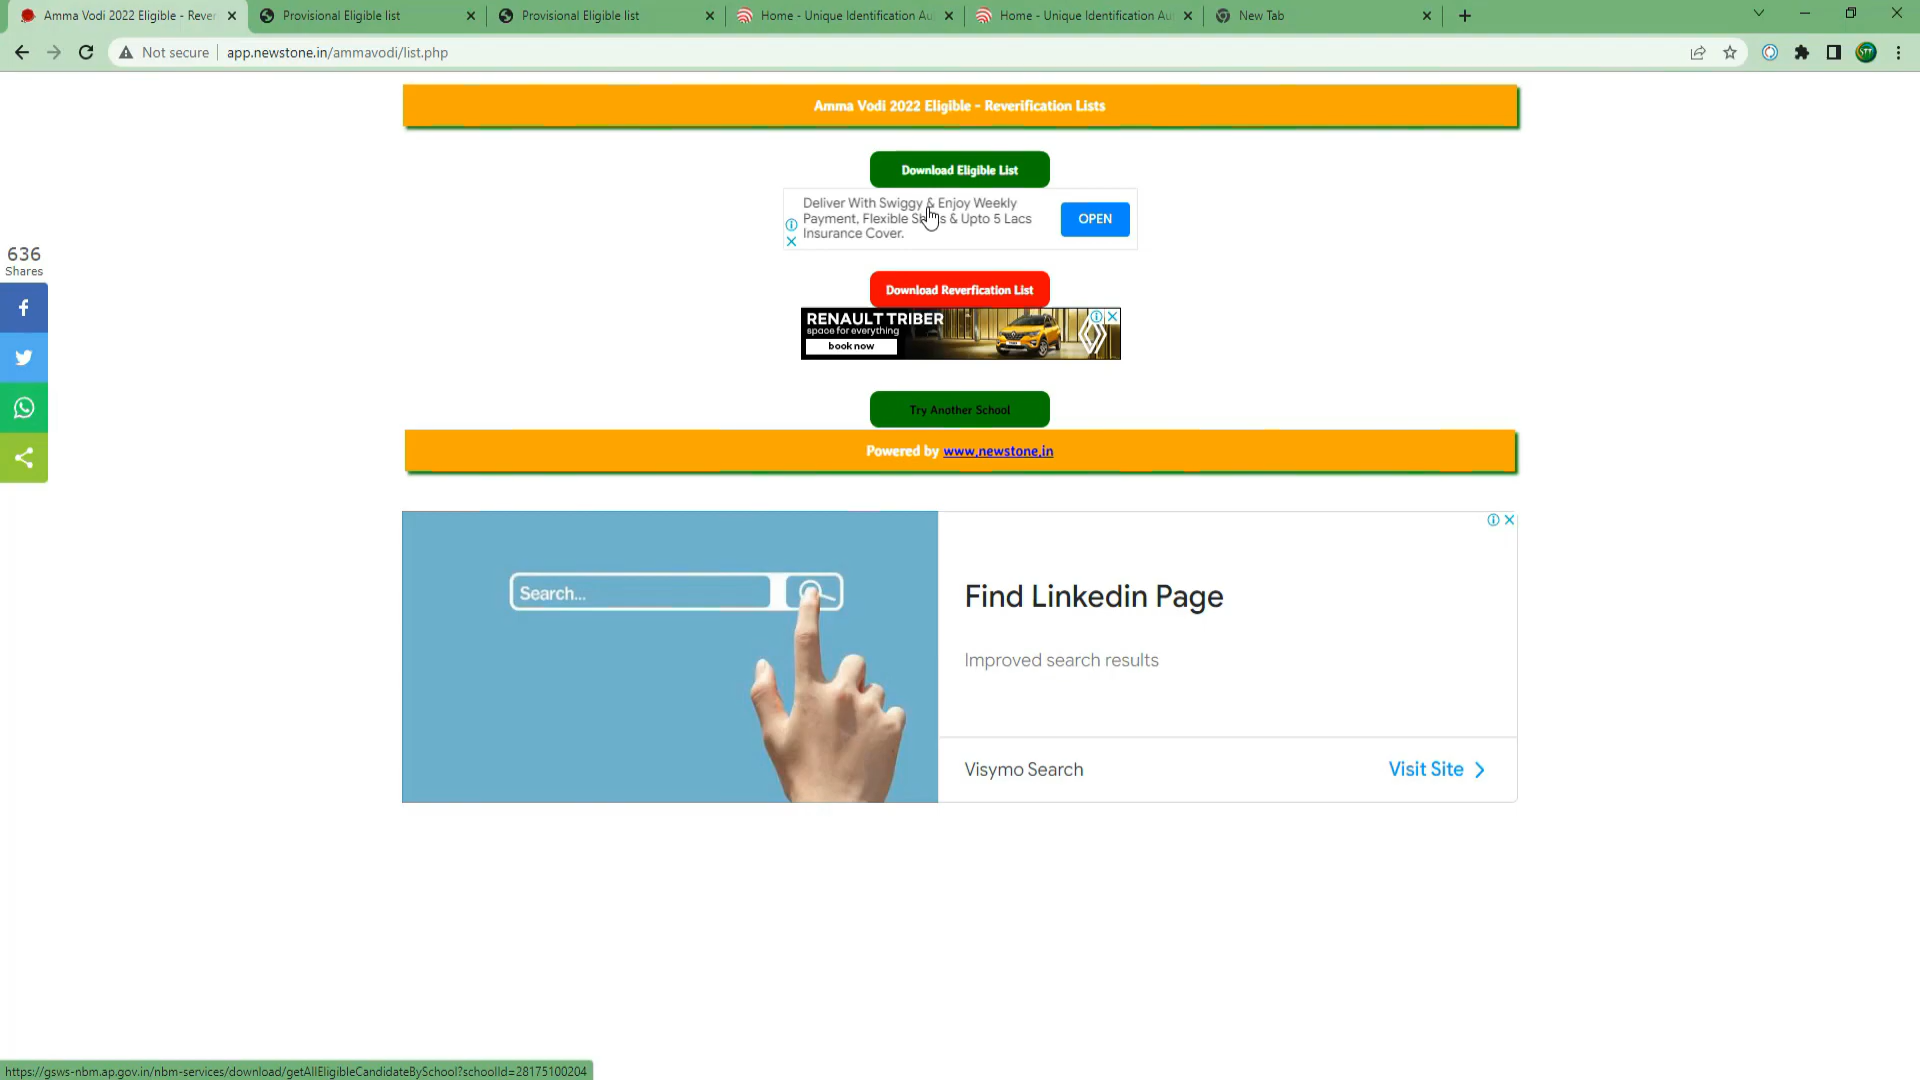 Amma Vodi 2022 Eligible - Rever
Provisional Eligible list
Provisional Eligible list
Home - Unique Identification Au
Home - Unique Identification Au
New Tab
Not secure
app.newstone.in/ammavodi/list.php
Amma Vodi 2022 Eligible - Reverification Lists
Download Eligible List
Deliver With Swiggy & Enjoy Weekly
Payment, Flexible & Upto 5 Lacs
Insurance Cover.
OPEN
636
Shares
Download Reverfication List
RENAULT TRIBER
space for everything
book now
Try Another School
Powered by www.newstone.in
Search...
Find Linkedin Page
Improved search results
Visymo Search
Visit Site
https://gsws-nbm.ap.gov.in/nbm-services/download/getAllEligibleCandidateBySchool?schoolId=28175100204